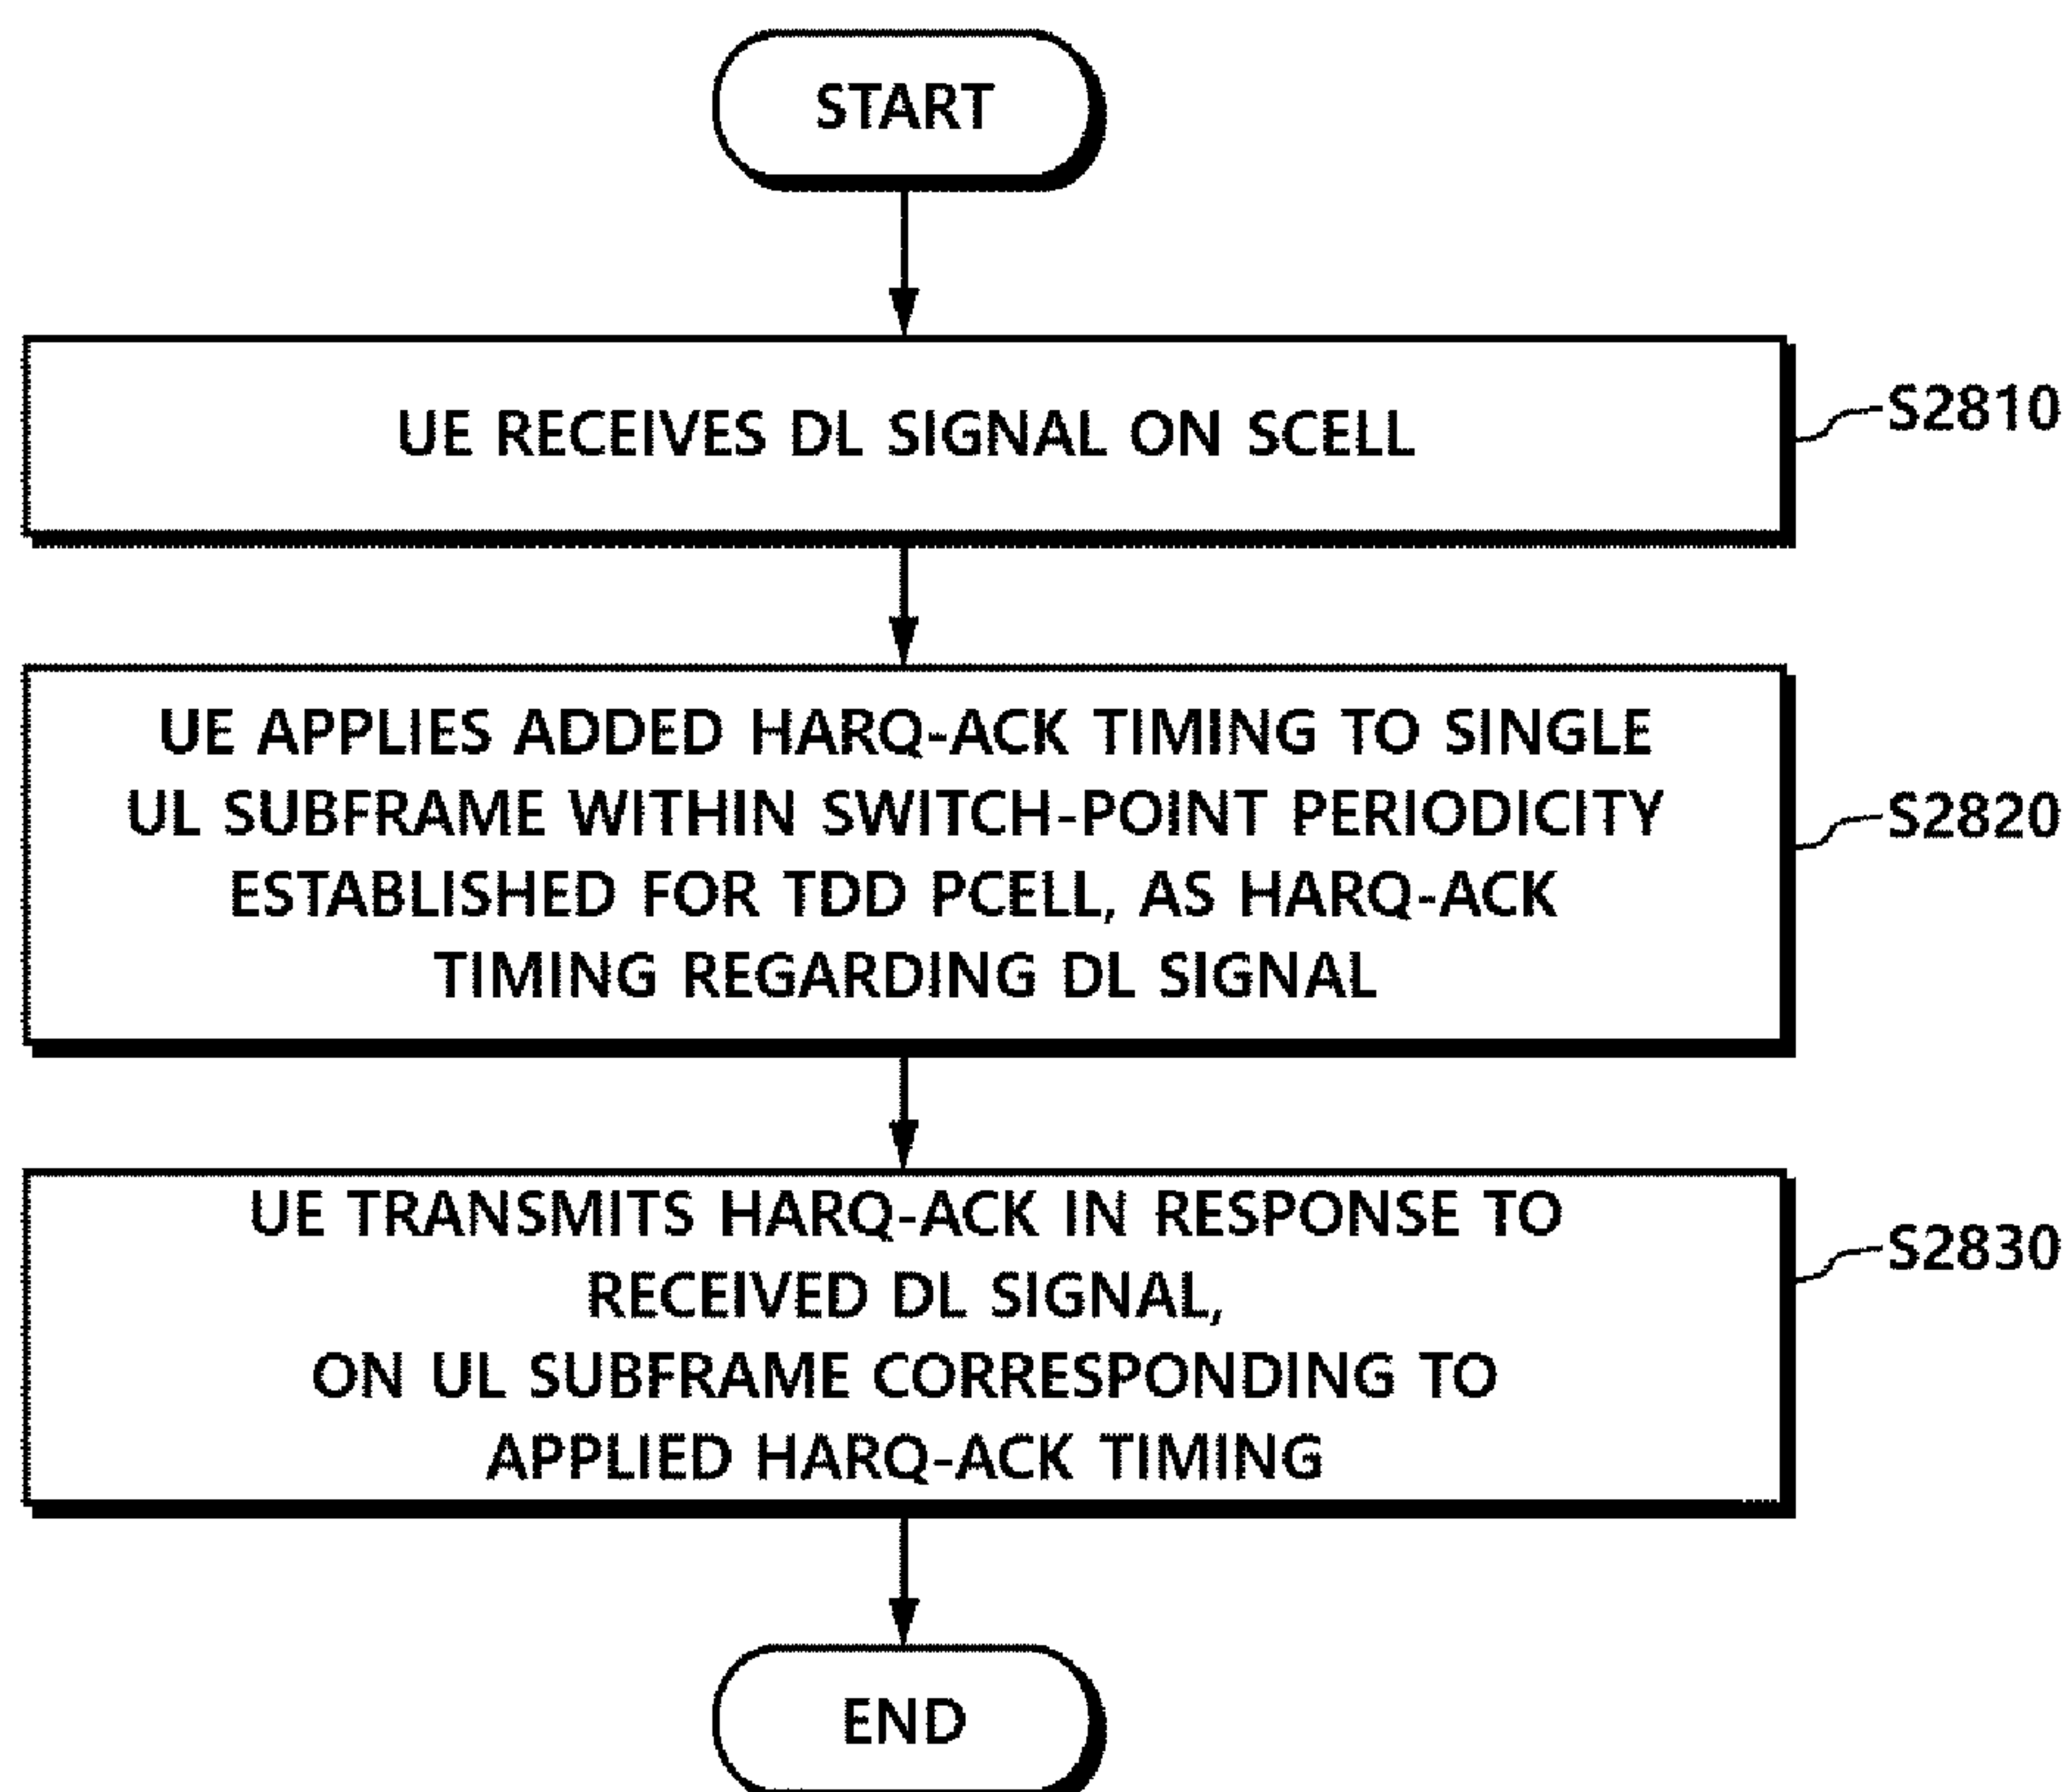 START
UE RECEIVES DL SIGNAL ON SCELL
S2810
UE APPLIES ADDED HARQ-ACK TIMING TO SINGLE
UL SUBFRAME WITHIN SWITCH-POINT PERIODICITY
ESTABLISHED FOR TDD PCELL, AS HARQ-ACK
TIMING REGARDING DL SIGNAL
S2820
UE TRANSMITS HARQ-ACK IN RESPONSE TO
RECEIVED DL SIGNAL,
ON UL SUBFRAME CORRESPONDING TO
APPLIED HARQ-ACK TIMING
S2830
END